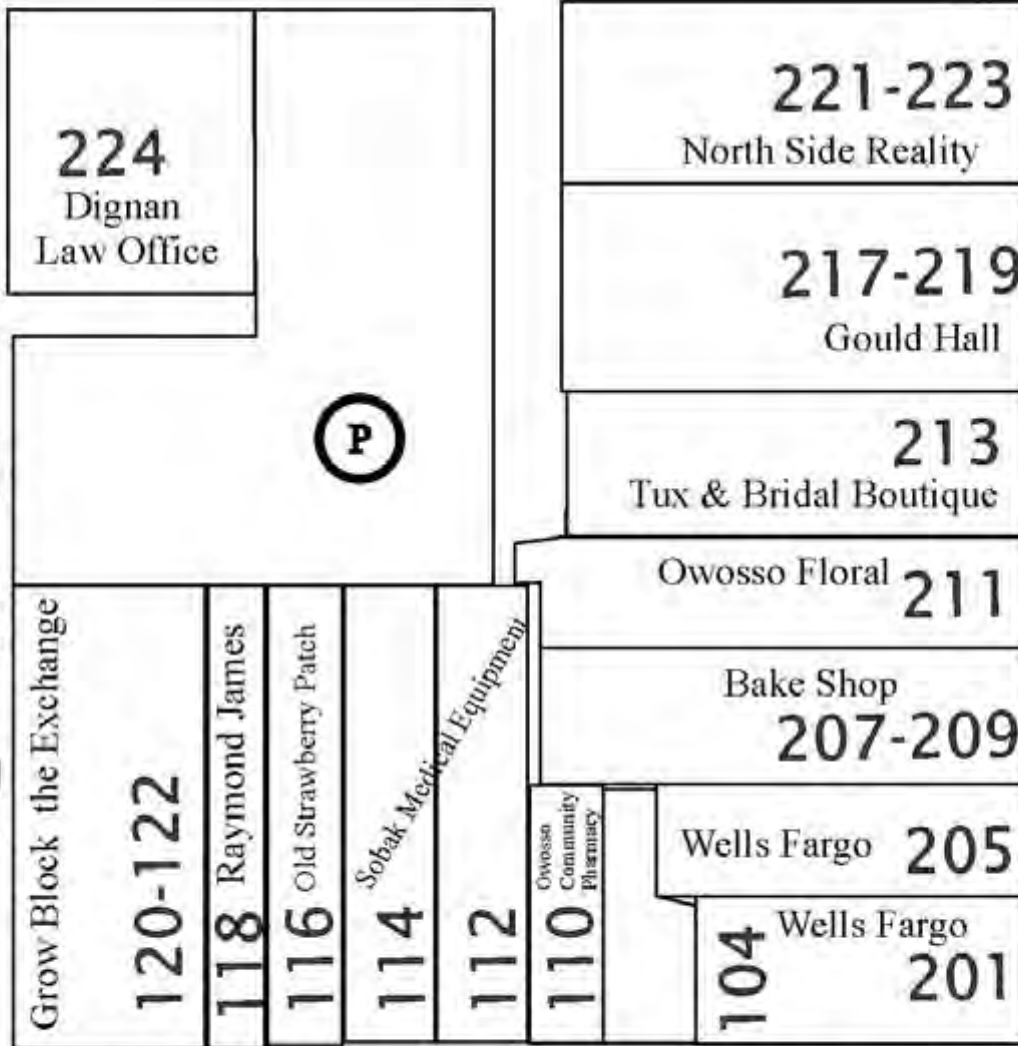 224
Dignan
Law Office
221-223
North Side Reality
217-219
Gould Hall
P
213
Tux & Bridal Boutique
Owosso Floral 211
Bake Shop
207-209
Wells Fargo 205
Wells Fargo
201
104
Grow Block the Exchange
120-122
118 Raymond James
116 Old Strawberry Patch
Sobak Medical Equipment
114
112
Owosso
Community
Pharmacy
110